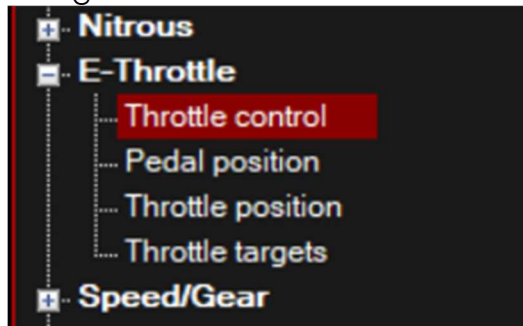 Nitrous
E-Throttle
Throttle control
Pedal position
Throttle position
Throttle targets
Speed/Gear